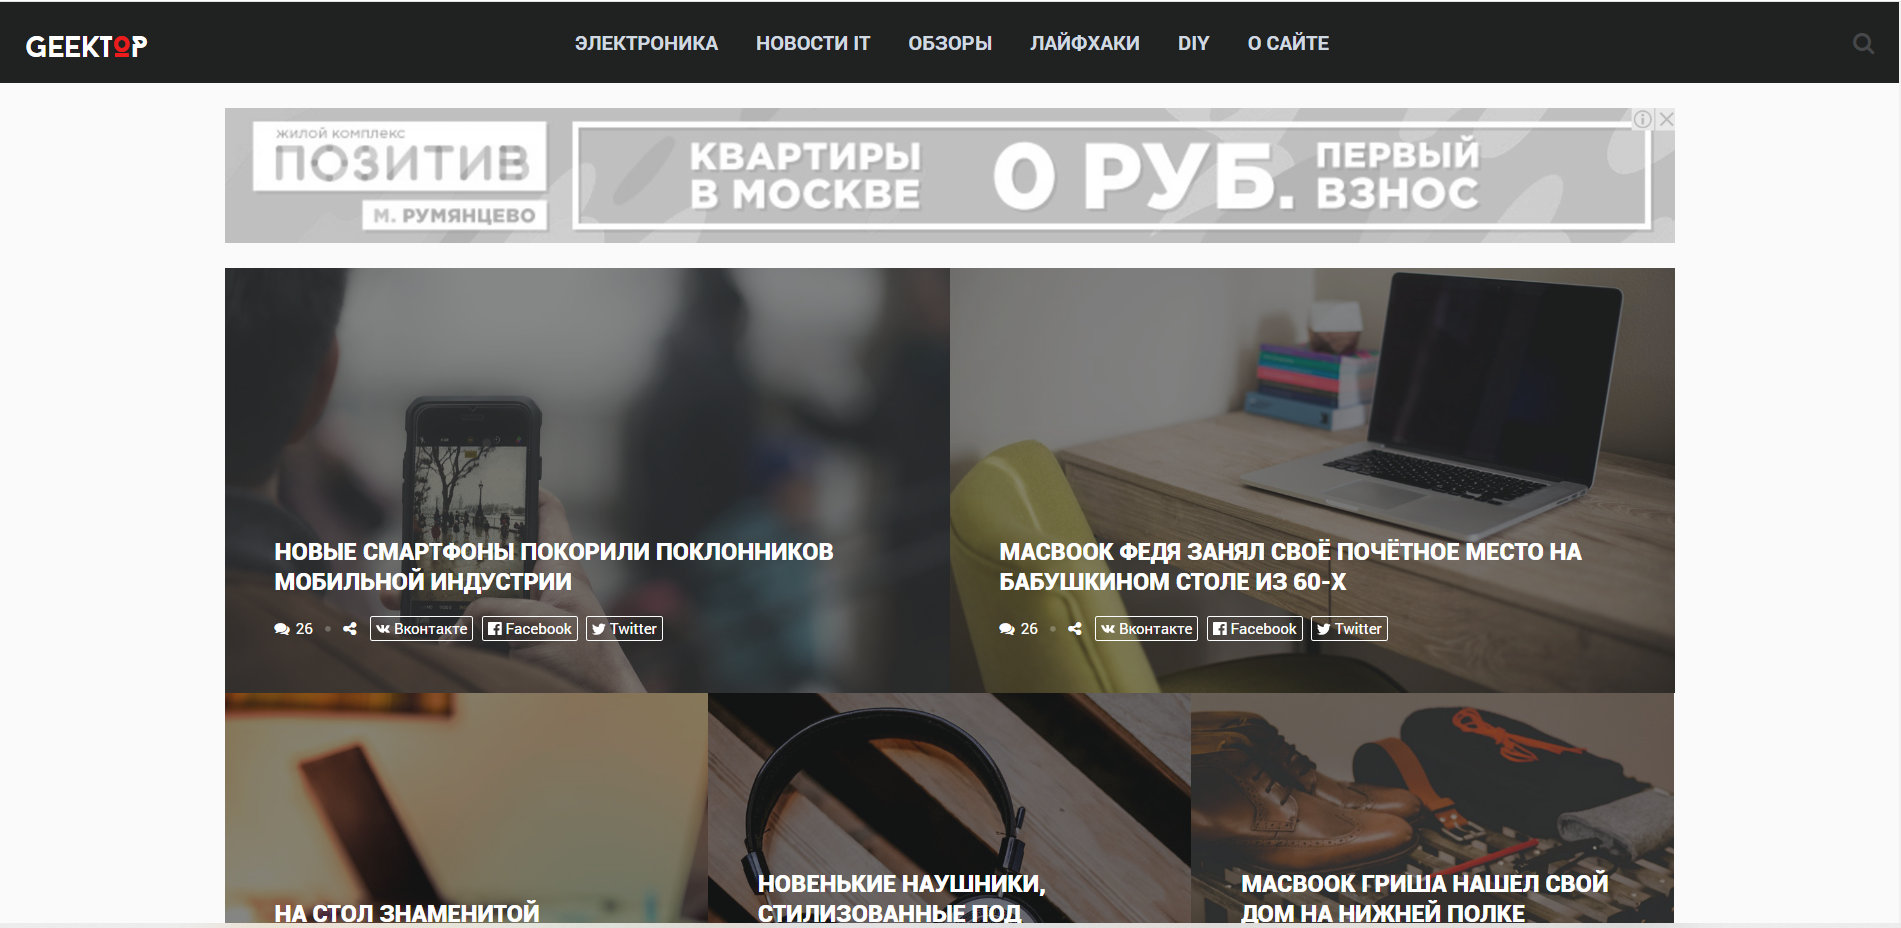 GEEKTOP
ЭЛЕКТРОНИКА НОВОСТИ IT ОБЗОРЫ ЛАЙФХАКИ DIY О САЙТЕ
ЖИЛОЙ КОМПЛЕКС
ПОЗИТИВ
М. РУМЯНЦЕВО
КВАРТИРЫ
В МОСКВЕ
0 РУБ.
ПЕРВЫЙ
ВЗНОС
НОВЫЕ СМАРТФОНЫ ПОКОРИЛИ ПОКЛОННИКОВ
МОБИЛЬНОЙ ИНДУСТРИИ
26 Вконтакте Facebook Twitter
MACBOOK ФЕДЯ ЗАНЯЛ СВОЁ ПОЧЁТНОЕ МЕСТО НА
БАБУШКИНОМ СТОЛЕ ИЗ 60-Х
26 Вконтакте Facebook Twitter
НА СТОЛ ЗНАМЕНИТОЙ
НОВЕНЬКИЕ НАУШНИКИ,
СТИЛИЗОВАННЫЕ ПОД
MACBOOK ГРИША НАШЕЛ СВОЙ
ДОМ НА НИЖНЕЙ ПОЛКЕ